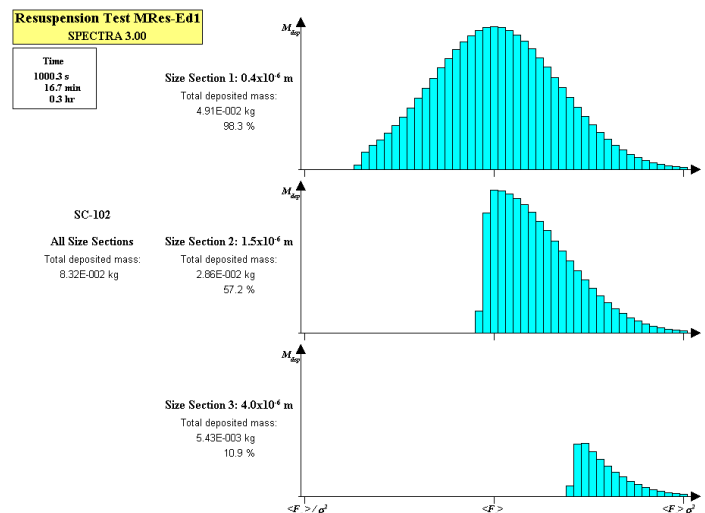 Resuspension Test MRes-Ed1
SPECTRA 3.00
Time
1000.3 s
16.7 min
0.3 hr
M_dep
Size Section 1: 0.4x10⁻⁶ m
Total deposited mass:
4.91E-002 kg
98.3 %
SC-102
All Size Sections
Total deposited mass:
8.32E-002 kg
M_dep
Size Section 2: 1.5x10⁻⁶ m
Total deposited mass:
2.86E-002 kg
57.2 %
M_dep
Size Section 3: 4.0x10⁻⁶ m
Total deposited mass:
5.43E-003 kg
10.9 %
<F>/σ² <F> <F>σ²